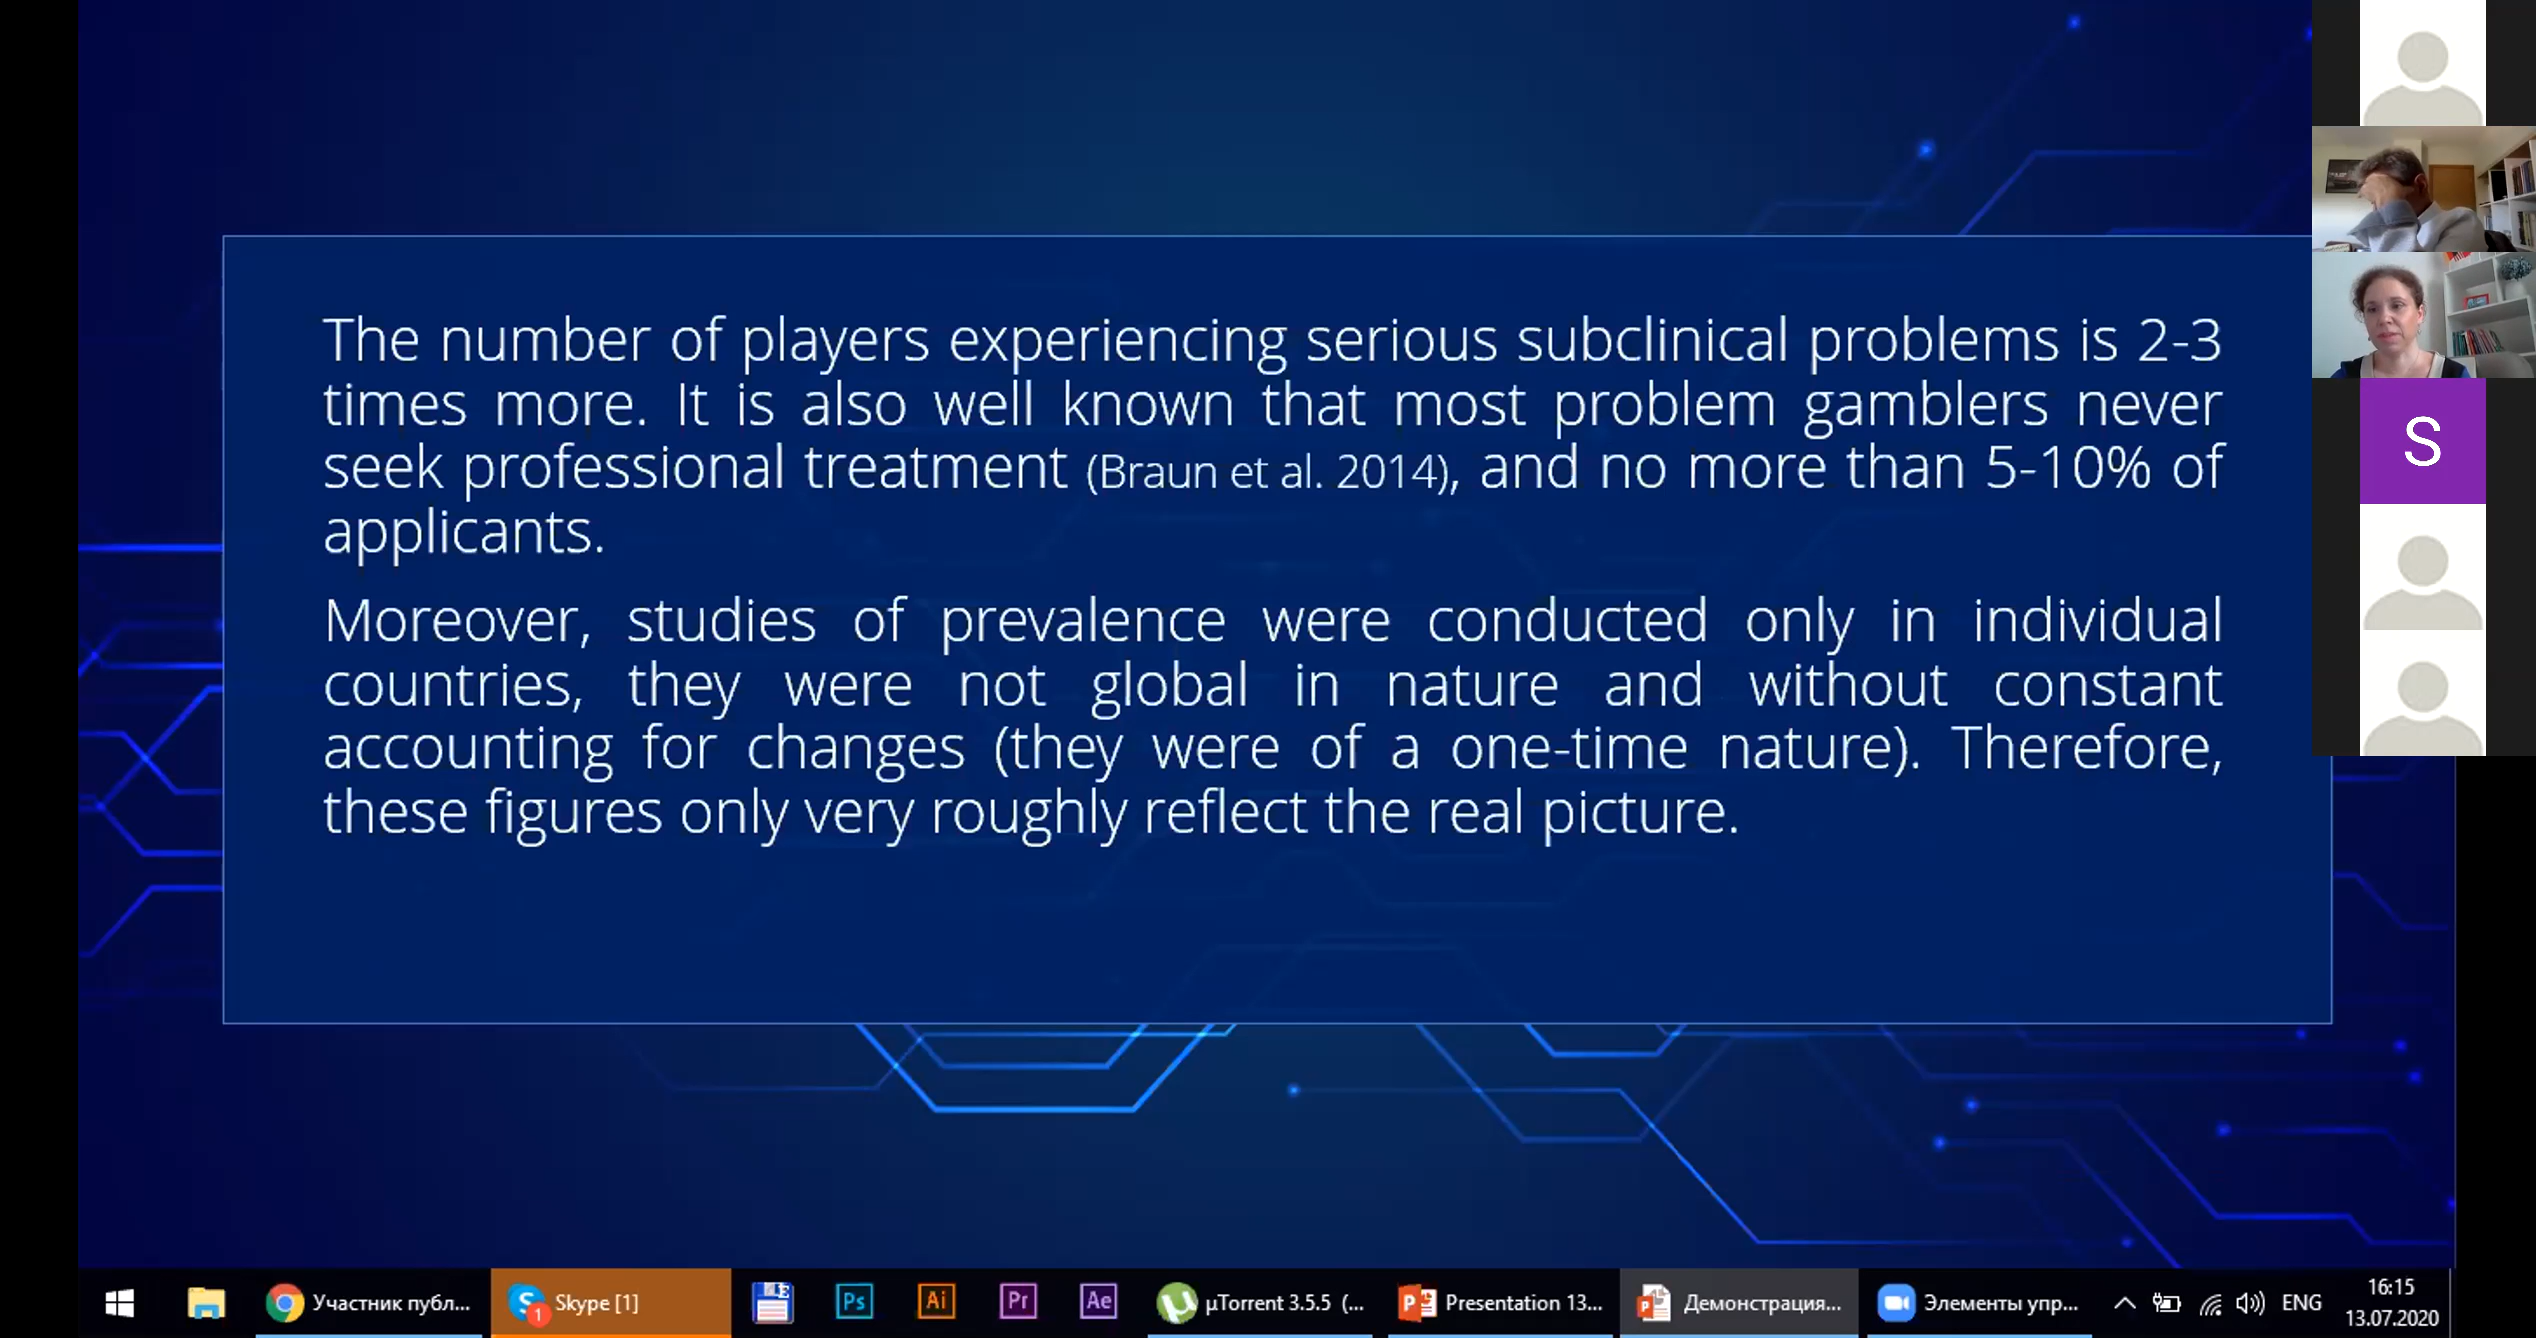 The number of players experiencing serious subclinical problems is 2-3
times more. It is also well known that most problem gamblers never
seek professional treatment (Braun et al. 2014), and no more than 5-10% of
applicants.
Moreover, studies of prevalence were conducted only in individual
countries, they were not global in nature and without constant
accounting for changes (they were of a one-time nature). Therefore,
these figures only very roughly reflect the real picture.
S
Участник публ...
1
Skype [1]
Ps
Ai
Pr
Ae
µTorrent 3.5.5 (...
Presentation 13...
Демонстрация...
Элементы упр...
ENG
16:15
13.07.2020